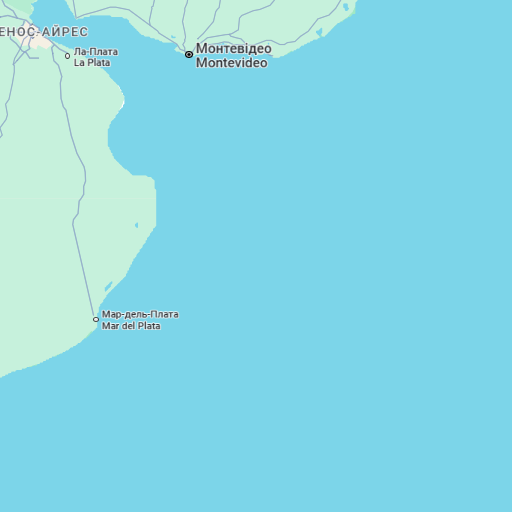 ЕНОС-АЙРЕС
Ла-Плата
La Plata
Монтевідео
Montevideo
Мар-дель-Плата
Mar del Plata